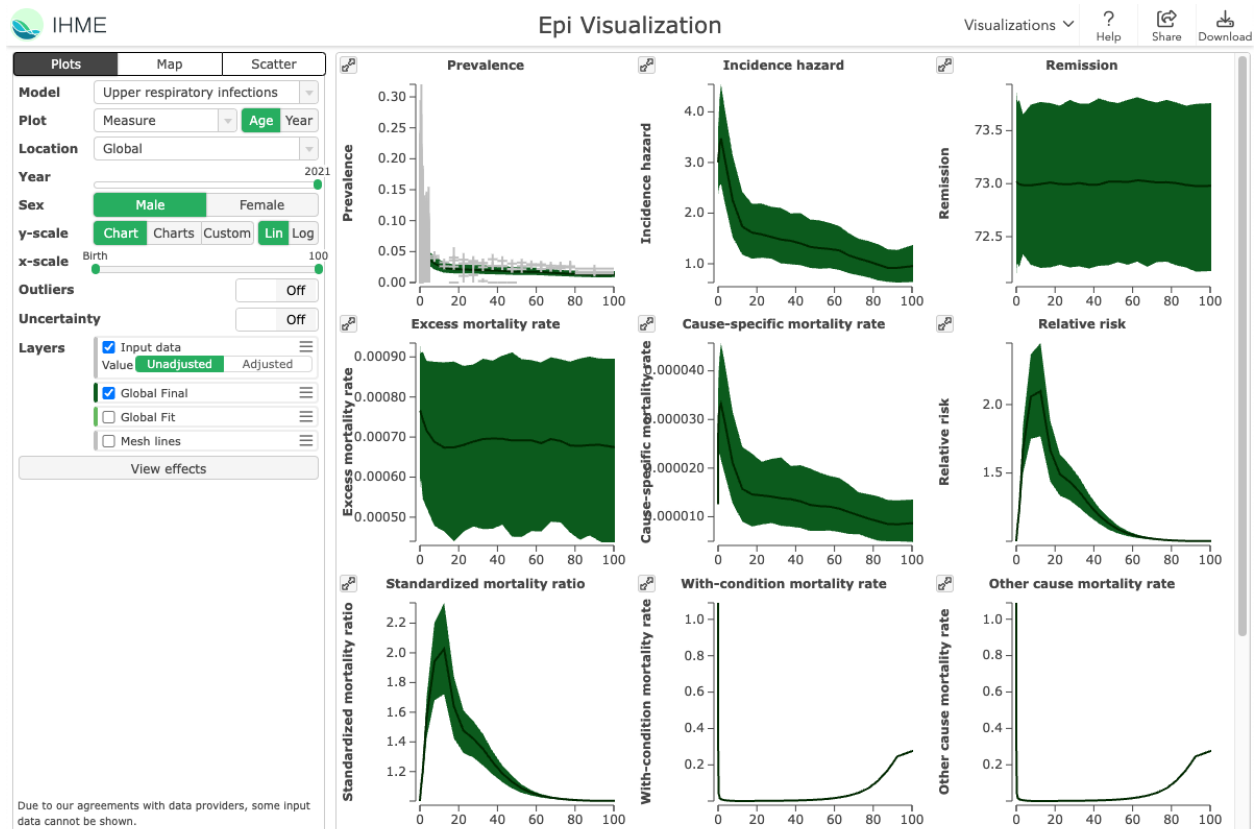 IHME
Epi Visualization
Visualizations
?
Help
Share
Download
Plots Map Scatter
Model Upper respiratory infections
Plot Measure Age Year
Location Global
Year 2021
Sex Male Female
y-scale Chart Charts Custom Lin Log
x-scale Birth 100
Outliers Off
Uncertainty Off
Layers Input data
Value Unadjusted Adjusted
Global Final
Global Fit
Mesh lines
View effects
Due to our agreements with data providers, some input
data cannot be shown.
Prevalence
Prevalence
0.30
0.25
0.20
0.15
0.10
0.05
0.00
0 20 40 60 80 100
Incidence hazard
Incidence hazard
4.0
3.0
2.0
1.0
0 20 40 60 80 100
Remission
Remission
73.5
73.0
72.5
0 20 40 60 80 100
Excess mortality rate
Excess mortality rate
0.00090
0.00080
0.00070
0.00060
0.00050
0 20 40 60 80 100
Cause-specific mortality rate
Cause-specific mortality rate
0.000040
0.000030
0.000020
0.000010
0 20 40 60 80 100
Relative risk
Relative risk
2.0
1.5
0 20 40 60 80 100
Standardized mortality ratio
Standardized mortality ratio
2.2
2.0
1.8
1.6
1.4
1.2
0 20 40 60 80 100
With-condition mortality rate
With-condition mortality rate
1.0
0.8
0.6
0.4
0.2
0 20 40 60 80 100
Other cause mortality rate
Other cause mortality rate
1.0
0.8
0.6
0.4
0.2
0 20 40 60 80 100